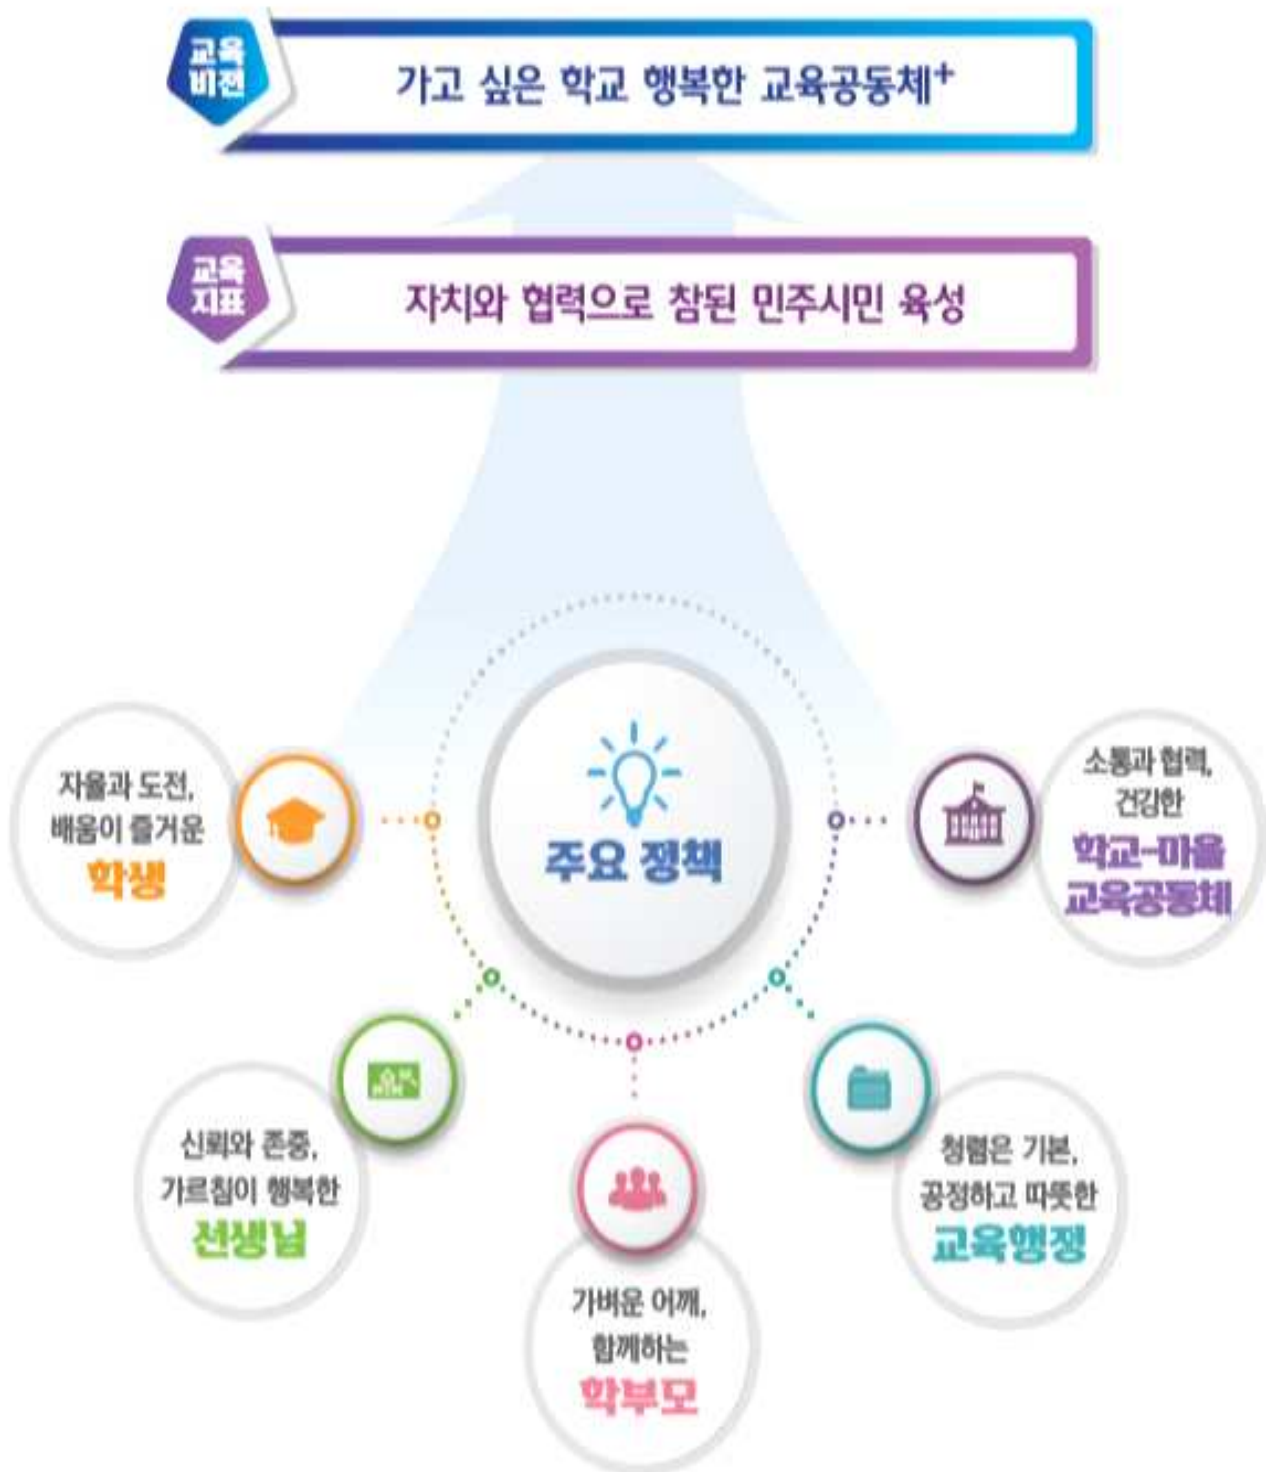 교육
비전
가고 싶은 학교 행복한 교육공동체⁺
교육
지표
자치와 협력으로 참된 민주시민 육성
주요 정책
자율과 도전,
배움이 즐거운
학생
신뢰와 존중,
가르침이 행복한
선생님
가벼운 어깨,
함께하는
학부모
청렴은 기본,
공정하고 따뜻한
교육행정
소통과 협력,
건강한
학교-마을
교육공동체